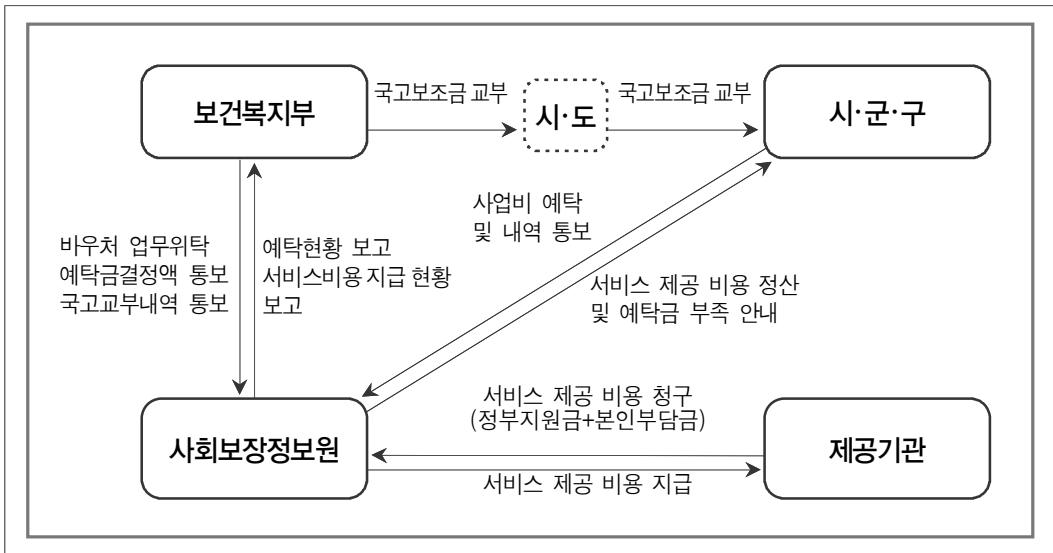 국고보조금 교부
국고보조금 교부
보건복지부
시·도
시·군·구
사업비 예탁
및 내역 통보
바우처 업무위탁
예탁금결정액 통보
국고교부내역 통보
예탁현황 보고
서비스비용 지급 현황
보고
서비스 제공 비용 정산
및 예탁금 부족 안내
서비스 제공 비용 청구
(정부지원금+본인부담금)
사회보장정보원
제공기관
서비스 제공 비용 지급